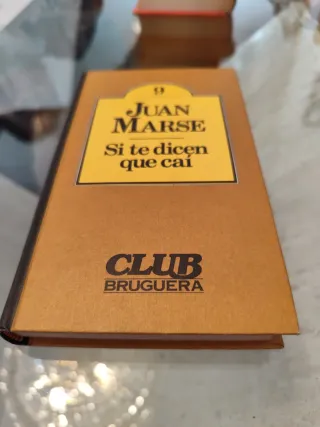 9
JUAN
MARSE
Si te dicen
que caí
CLUB
BRUGUERA